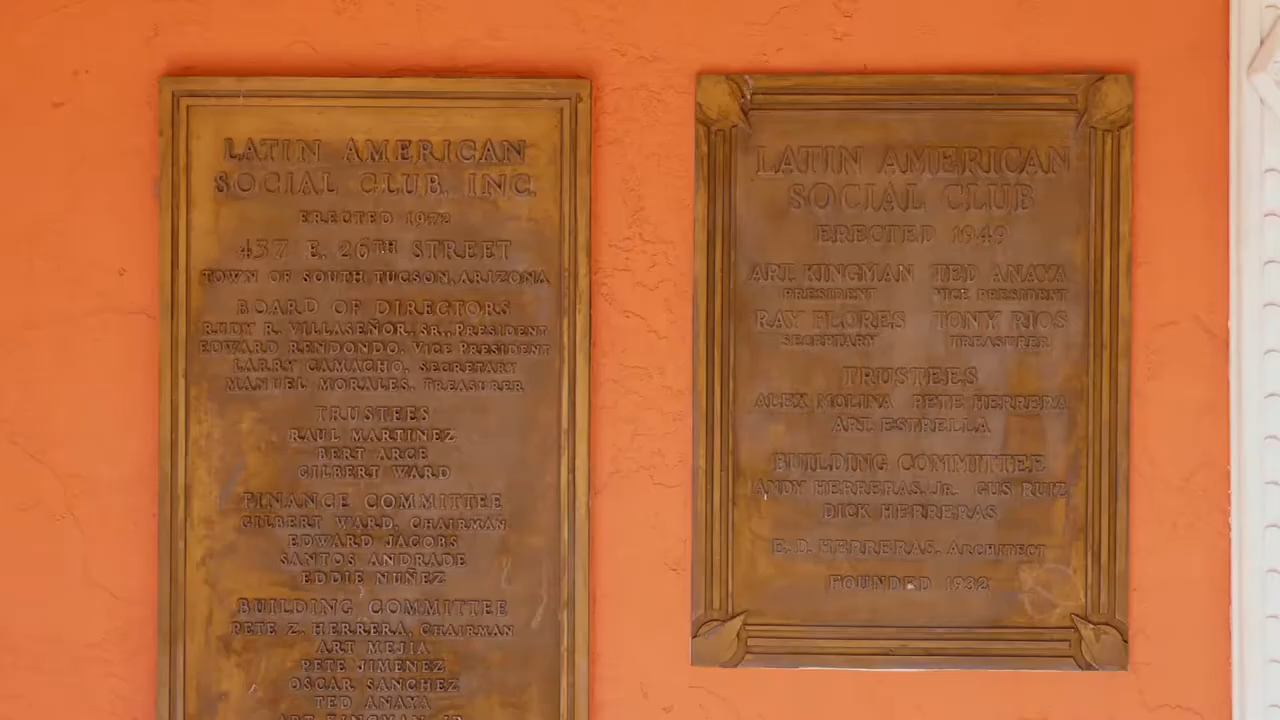 LATIN AMERICAN
SOCIAL CLUB, INC.
ERECTED 1972
437 E. 26TH STREET
TOWN OF SOUTH TUCSON, ARIZONA
BOARD OF DIRECTORS
RUDY R. VILLASEÑOR, SR., PRESIDENT
EDWARD RENDONDO, VICE PRESIDENT
LARRY CAMACHO, SECRETARY
MANUEL MORALES, TREASURER
TRUSTEES
RAUL MARTINEZ
BERT ARCE
GILBERT WARD
FINANCE COMMITTEE
GILBERT WARD, CHAIRMAN
EDWARD JACOBS
SANTOS ANDRADE
EDDIE NUÑEZ
BUILDING COMMITTEE
PETE Z. HERRERA, CHAIRMAN
ART MEJIA
PETE JIMENEZ
OSCAR SANCHEZ
TED ANAYA
ART KINGMAN, JR.
LATIN AMERICAN
SOCIAL CLUB
ERECTED 1949
ART KINGMAN TED ANAYA
PRESIDENT VICE PRESIDENT
RAY FLORES TONY RIOS
SECRETARY TREASURER
TRUSTEES
ALEX MOLINA PETE HERRERA
ART ESTRELLA
BUILDING COMMITTEE
ANDY HERRERAS, JR. GUS RUIZ
DICK HERRERAS
E. D. HERRERAS, ARCHITECT
FOUNDED 1932